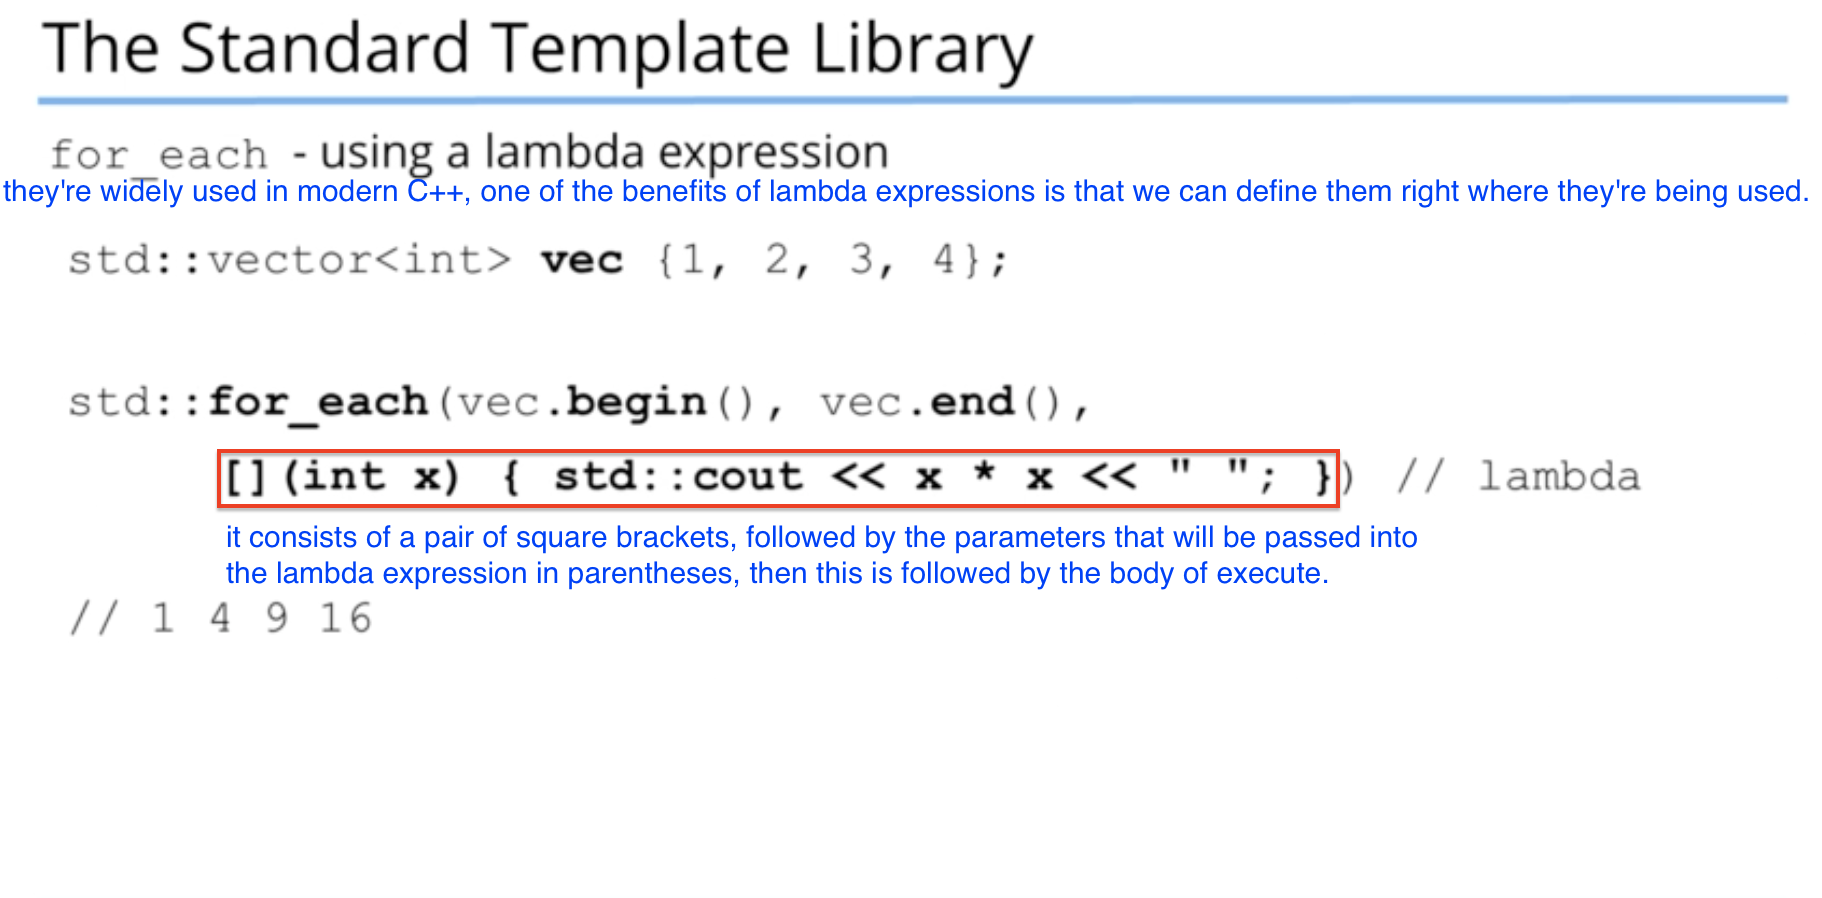 The Standard Template Library
for_each - using a lambda expression
they're widely used in modern C++, one of the benefits of lambda expressions is that we can define them right where they're being used.
std::vector<int> vec {1, 2, 3, 4};
std::for_each(vec.begin(), vec.end(),
[](int x) { std::cout << x * x << " "; }) // lambda
it consists of a pair of square brackets, followed by the parameters that will be passed into
the lambda expression in parentheses, then this is followed by the body of execute.
// 1 4 9 16